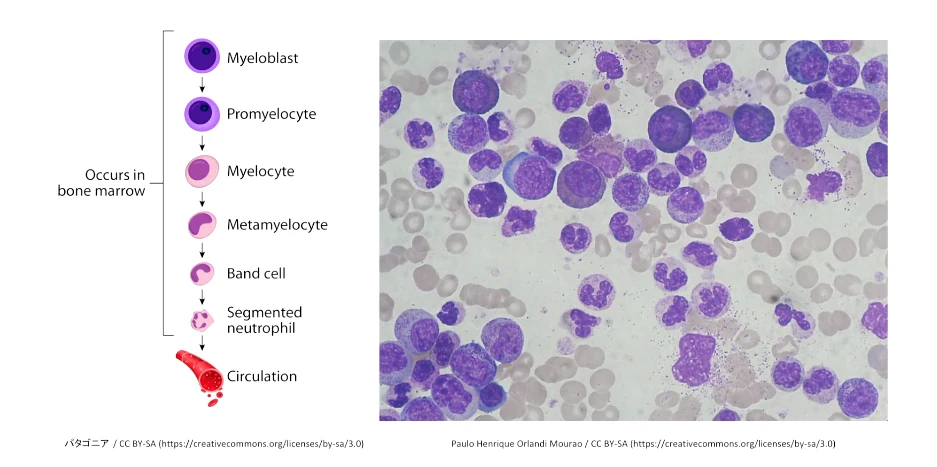 Myeloblast
Promyelocyte
Myelocyte
Occurs in
bone marrow
Metamyelocyte
Band cell
Segmented
neutrophil
Circulation
パタゴニア / CC BY-SA (https://creativecommons.org/licenses/by-sa/3.0)
Paulo Henrique Orlandi Mourao / CC BY-SA (https://creativecommons.org/licenses/by-sa/3.0)